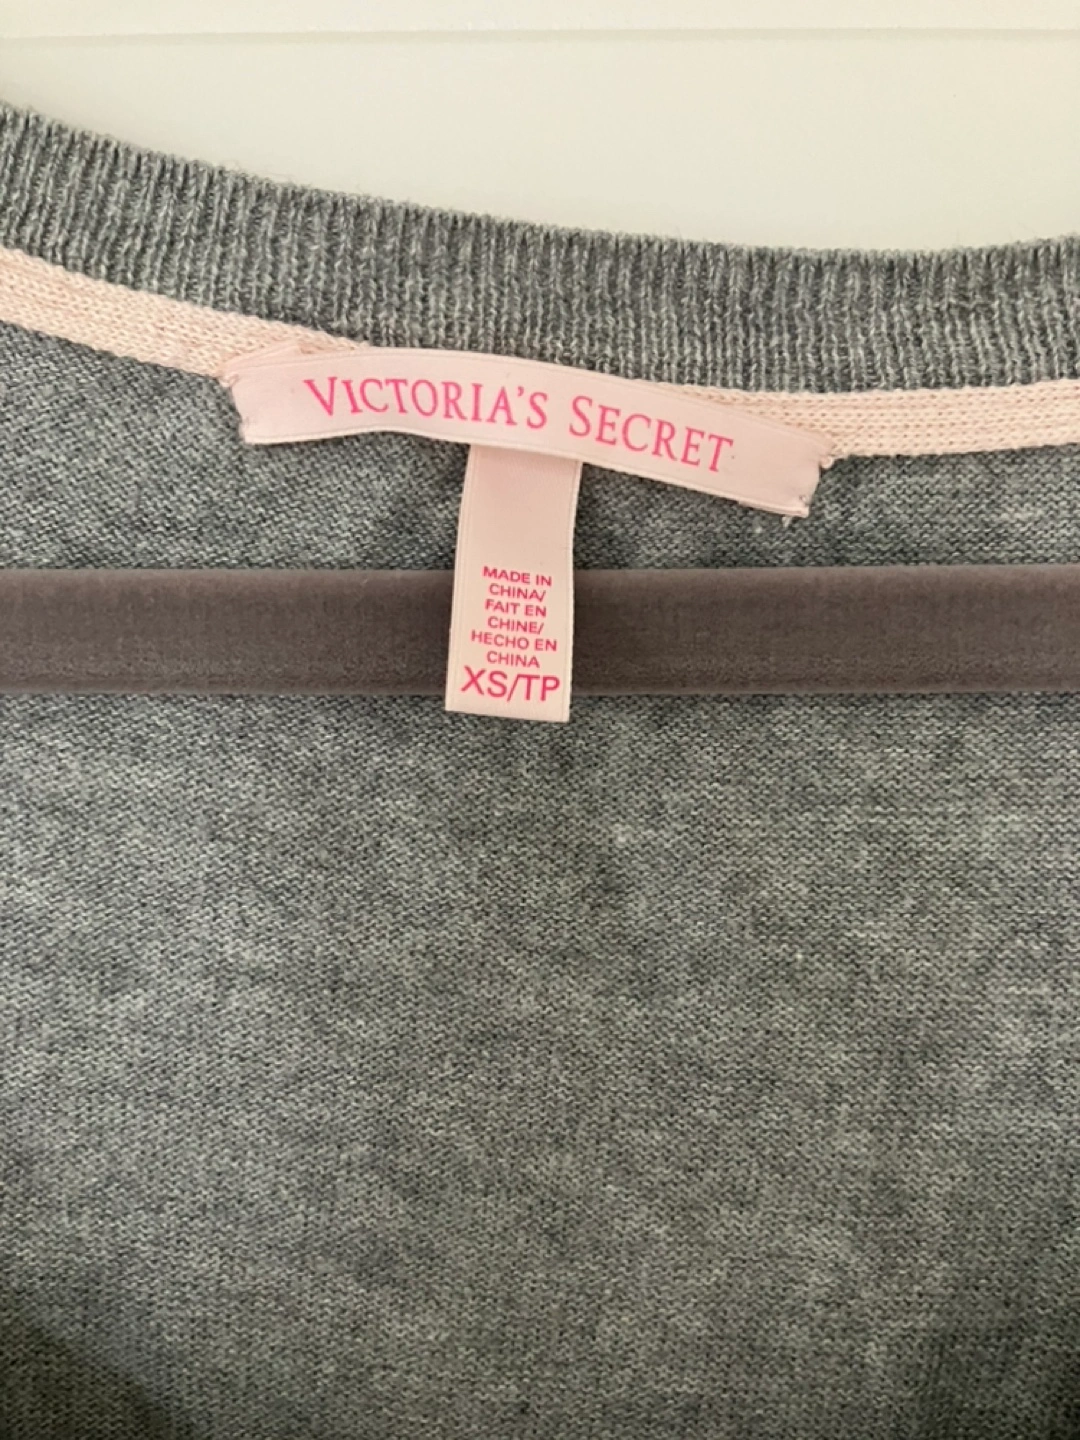 VICTORIA'S SECRET
MADE IN
CHINA/
FAIT EN
CHINE/
HECHO EN
CHINA
XS/TP